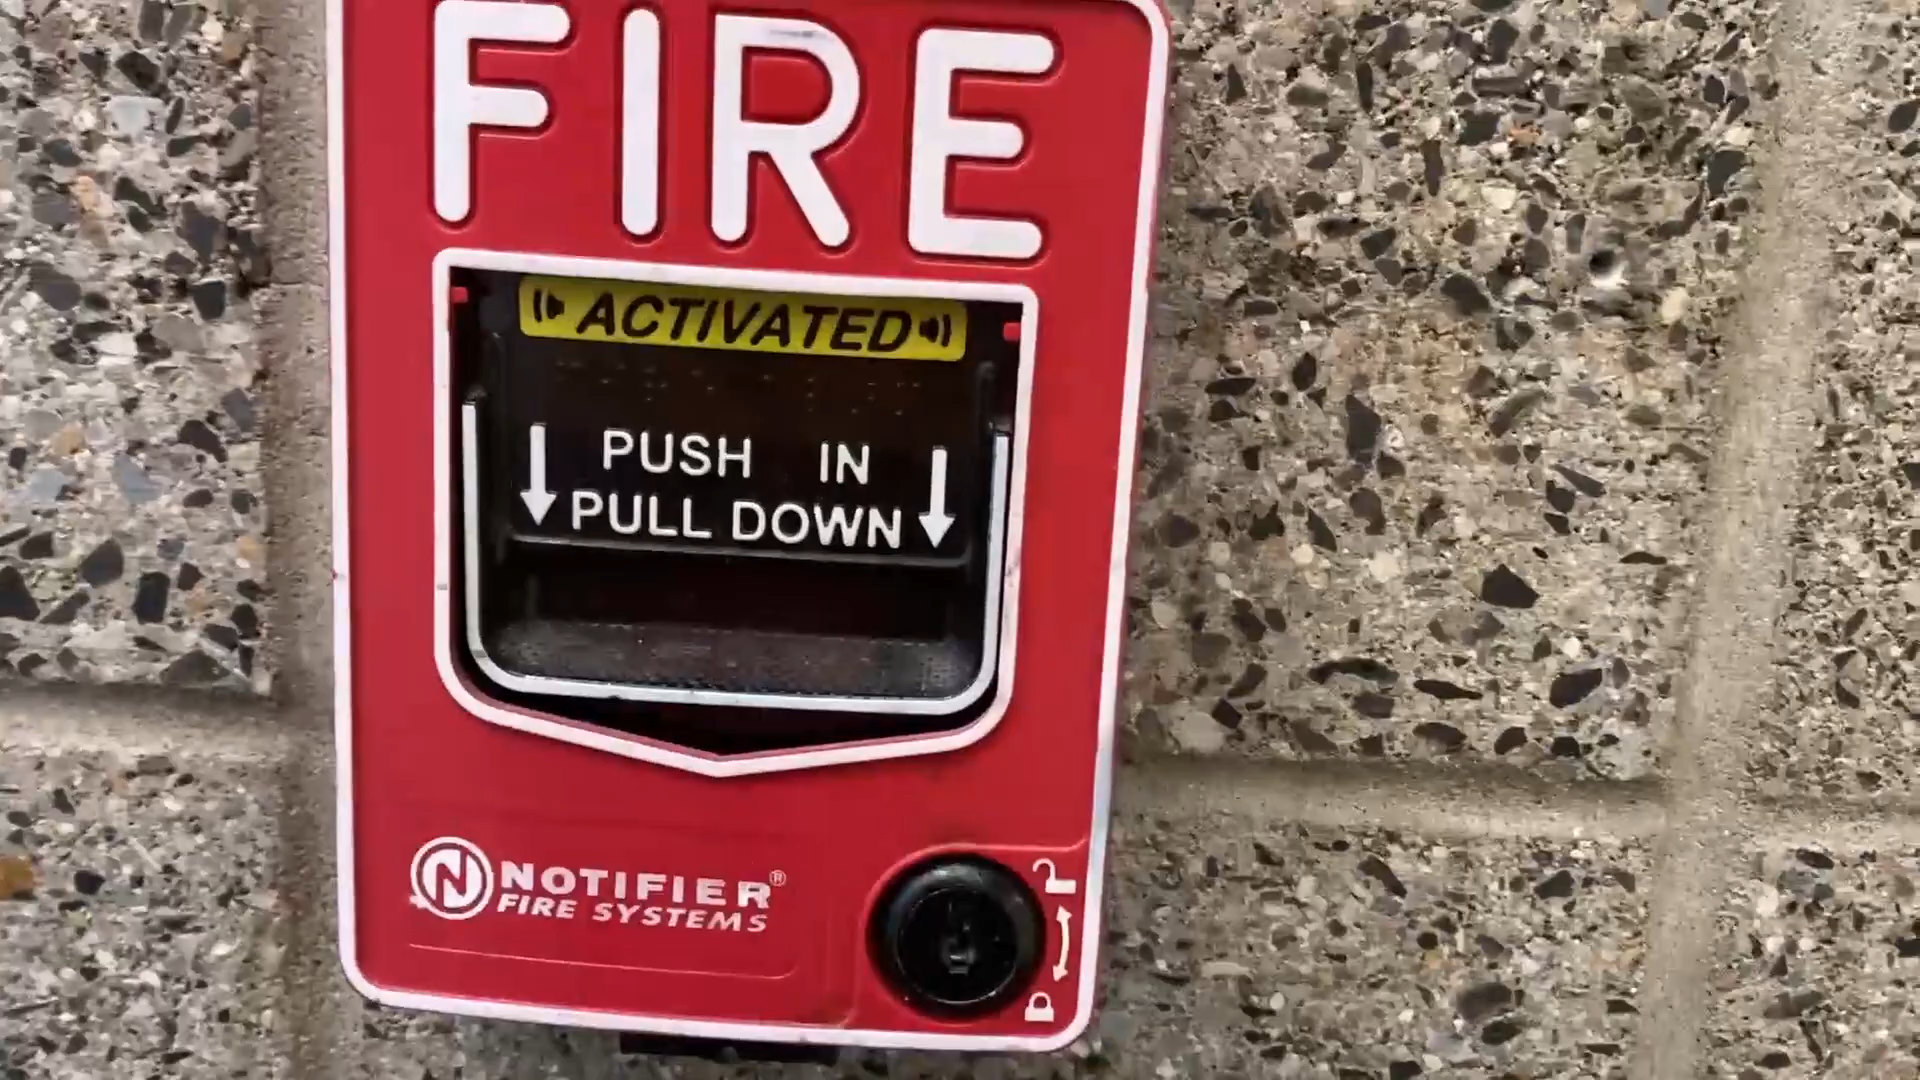 FIRE
ACTIVATED
PUSH IN
PULL DOWN
N NOTIFIER®
FIRE SYSTEMS